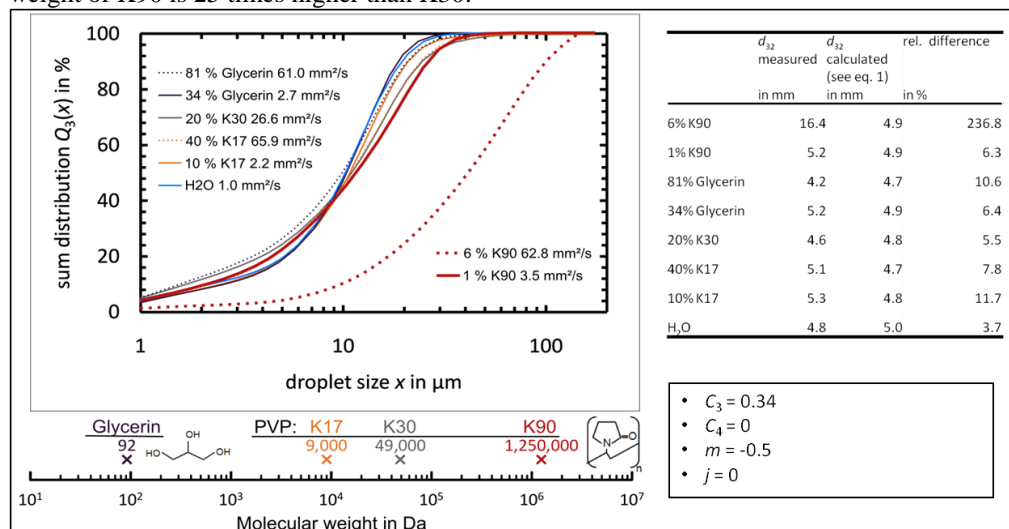 weight of K90 is 25 times higher than K30.
100
80
60
40
20
0
sum distribution Q3(x) in %
81 % Glycerin 61.0 mm²/s
34 % Glycerin 2.7 mm²/s
20 % K30 26.6 mm²/s
40 % K17 65.9 mm²/s
10 % K17 2.2 mm²/s
H2O 1.0 mm²/s
6 % K90 62.8 mm²/s
1 % K90 3.5 mm²/s
1 10 100
droplet size x in µm
d32 d32 rel. difference
measured calculated
(see eq. 1)
in mm in mm in %
6% K90 16.4 4.9 236.8
1% K90 5.2 4.9 6.3
81% Glycerin 4.2 4.7 10.6
34% Glycerin 5.2 4.9 6.4
20% K30 4.6 4.8 5.5
40% K17 5.1 4.7 7.8
10% K17 5.3 4.8 11.7
H2O 4.8 5.0 3.7
• C3 = 0.34
• C4 = 0
• m = -0.5
• j = 0
Glycerin PVP: K17 K30 K90
92 9,000 49,000 1,250,000
OH
HO OH
N O
n
10¹ 10² 10³ 10⁴ 10⁵ 10⁶ 10⁷
Molecular weight in Da